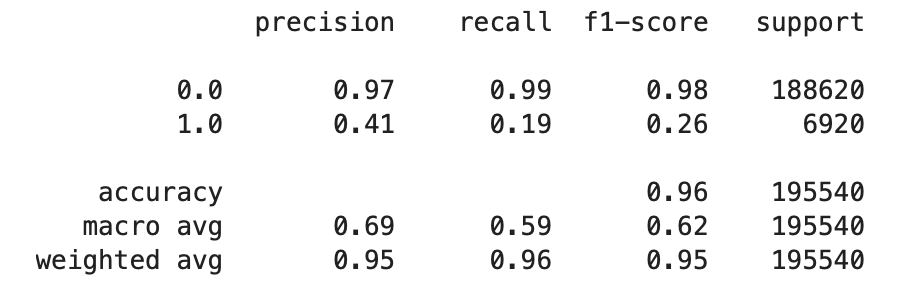 precision recall f1-score support
0.0 0.97 0.99 0.98 188620
1.0 0.41 0.19 0.26 6920
accuracy 0.96 195540
macro avg 0.69 0.59 0.62 195540
weighted avg 0.95 0.96 0.95 195540